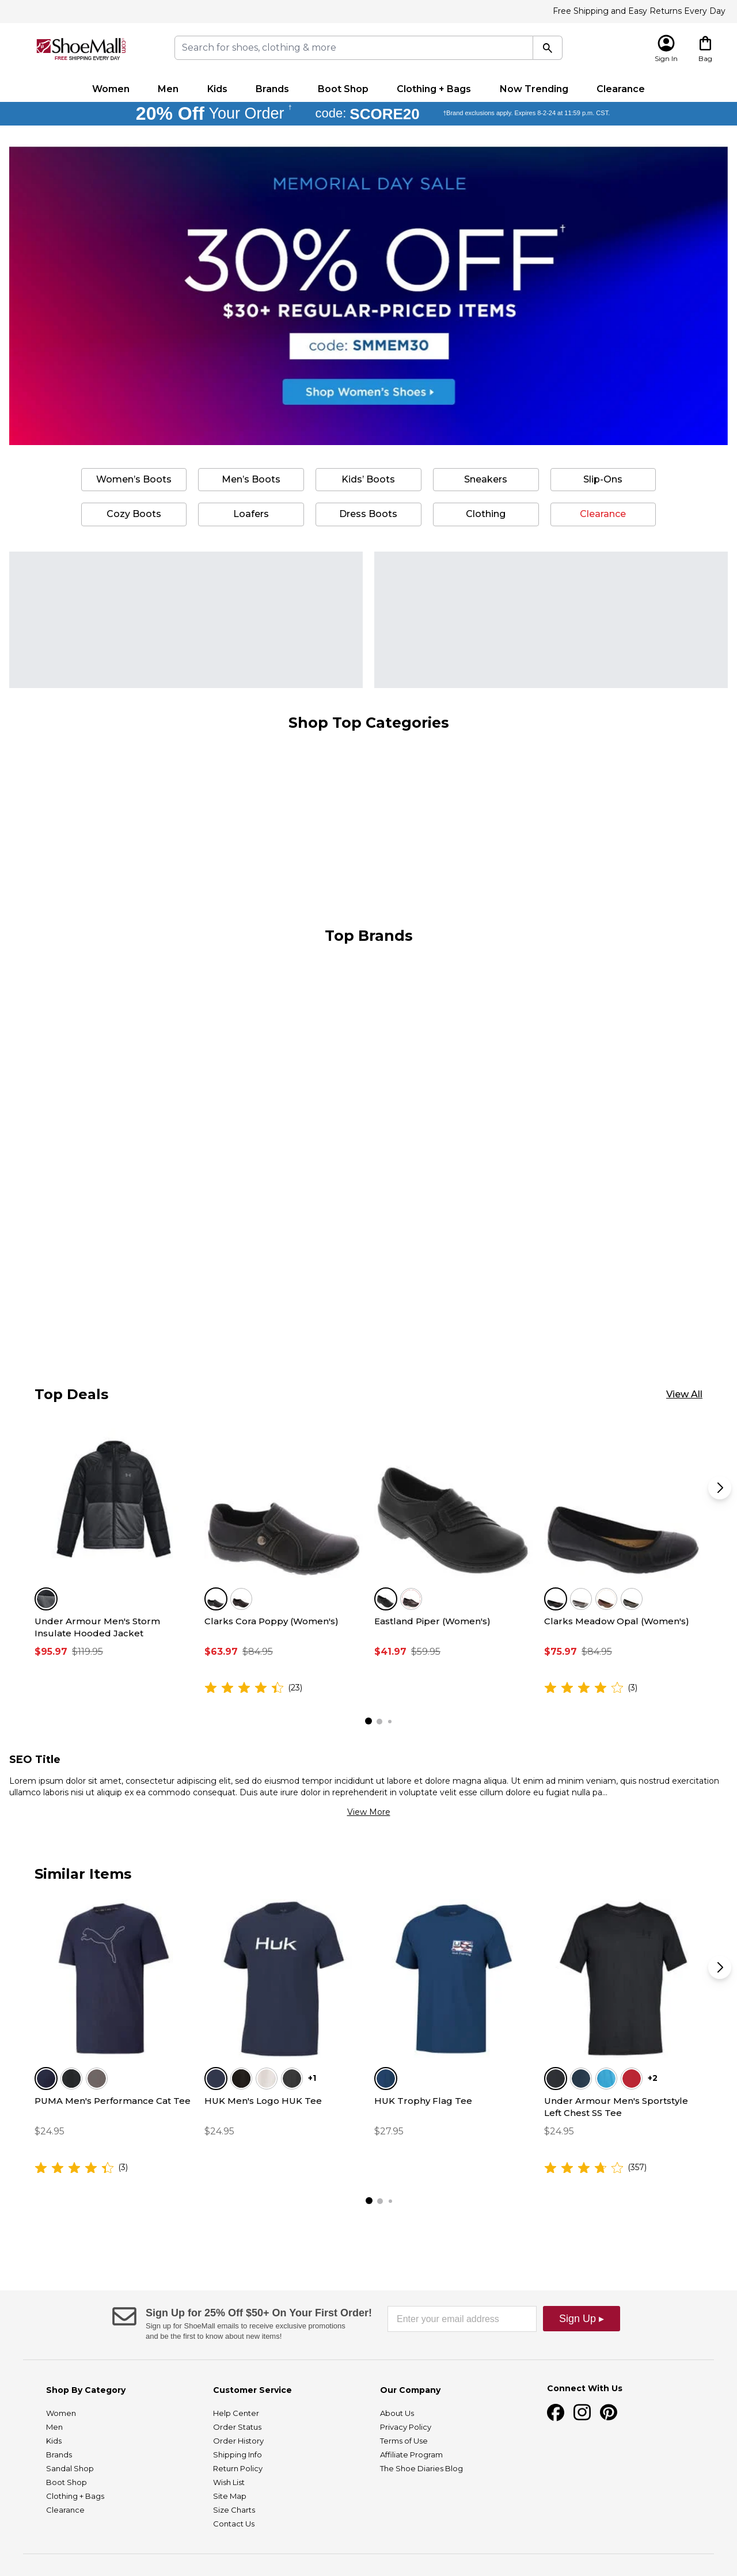 Free Shipping and Easy Returns Every Day
ShoeMall
FREE SHIPPING EVERY DAY
Search for shoes, clothing & more
Sign In
Bag
Women
Men
Kids
Brands
Boot Shop
Clothing + Bags
Now Trending
Clearance
20% Off Your Order †
code: SCORE20
†Brand exclusions apply. Expires 8-2-24 at 11:59 p.m. CST.
MEMORIAL DAY SALE
30% OFF†
$30+ REGULAR-PRICED ITEMS
code: SMMEM30
Shop Women's Shoes ▸
Women's Boots
Men's Boots
Kids' Boots
Sneakers
Slip-Ons
Cozy Boots
Loafers
Dress Boots
Clothing
Clearance
Shop Top Categories
Top Brands
Top Deals
View All
Under Armour Men's Storm
Insulate Hooded Jacket
$95.97 $119.95
Clarks Cora Poppy (Women's)
$63.97 $84.95
(23)
Eastland Piper (Women's)
$41.97 $59.95
Clarks Meadow Opal (Women's)
$75.97 $84.95
(3)
SEO Title
Lorem ipsum dolor sit amet, consectetur adipiscing elit, sed do eiusmod tempor incididunt ut labore et dolore magna aliqua. Ut enim ad minim veniam, quis nostrud exercitation
ullamco laboris nisi ut aliquip ex ea commodo consequat. Duis aute irure dolor in reprehenderit in voluptate velit esse cillum dolore eu fugiat nulla pa...
View More
Similar Items
PUMA Men's Performance Cat Tee
$24.95
(3)
Huk
+1
HUK Men's Logo HUK Tee
$24.95
HUK Trophy Flag Tee
$27.95
+2
Under Armour Men's Sportstyle
Left Chest SS Tee
$24.95
(357)
Sign Up for 25% Off $50+ On Your First Order!
Sign up for ShoeMall emails to receive exclusive promotions
and be the first to know about new items!
Enter your email address
Sign Up ▸
Shop By Category
Women
Men
Kids
Brands
Sandal Shop
Boot Shop
Clothing + Bags
Clearance
Customer Service
Help Center
Order Status
Order History
Shipping Info
Return Policy
Wish List
Site Map
Size Charts
Contact Us
Our Company
About Us
Privacy Policy
Terms of Use
Affiliate Program
The Shoe Diaries Blog
Connect With Us